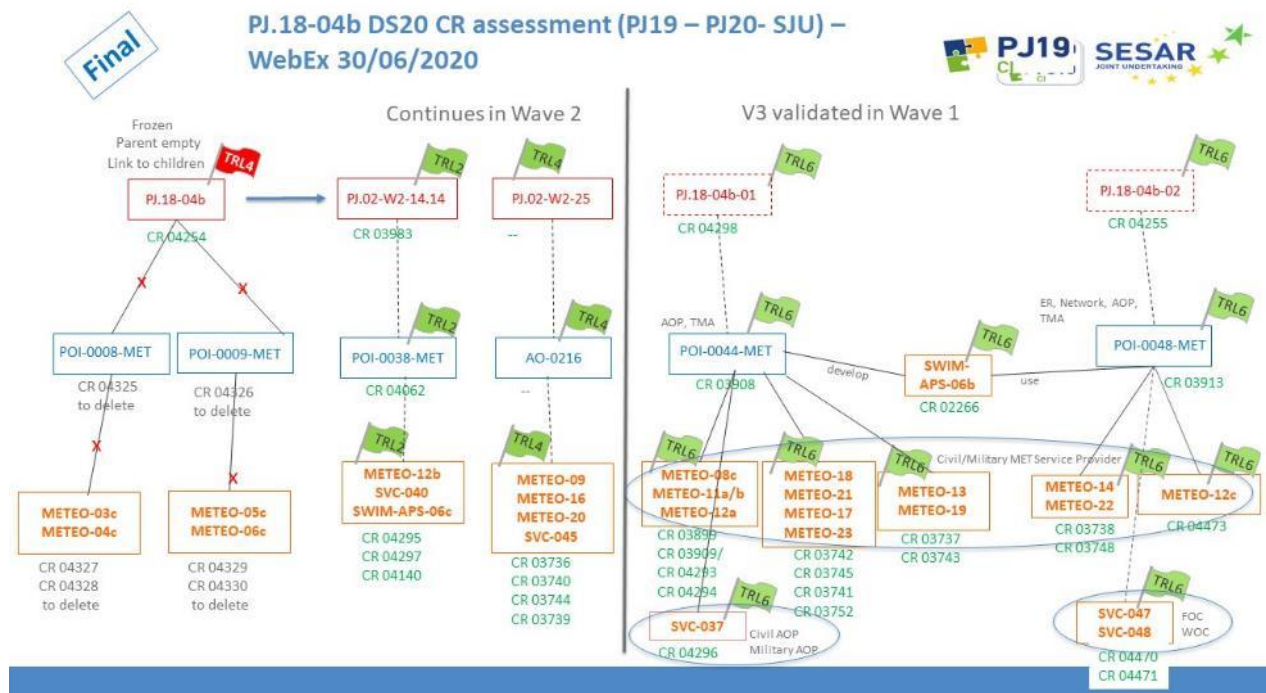 Final
PJ.18-04b DS20 CR assessment (PJ19 – PJ20- SJU) –
WebEx 30/06/2020
PJ19
CI
SESAR
JOINT UNDERTAKING
Continues in Wave 2
V3 validated in Wave 1
Frozen
Parent empty
Link to children
TRL4
TRL2
TRL4
TRL6
TRL6
PJ.18-04b
PJ.02-W2-14.14
PJ.02-W2-25
PJ.18-04b-01
PJ.18-04b-02
CR 04254
CR 03983
--
CR 04298
CR 04255
X
X
TRL2
TRL4
AOP, TMA
TRL6
TRL6
ER, Network, AOP,
TMA
TRL6
POI-0008-MET
POI-0009-MET
POI-0038-MET
AO-0216
POI-0044-MET
develop
SWIM-
APS-06b
use
POI-0048-MET
CR 04325
to delete
CR 04326
to delete
CR 04062
--
CR 03908
CR 02266
CR 03913
X
X
TRL2
TRL4
TRL6
TRL6
TRL6
Civil/Military MET Service Provider
TRL6
TRL6
METEO-03c
METEO-04c
METEO-05c
METEO-06c
METEO-12b
SVC-040
SWIM-APS-06c
METEO-09
METEO-16
METEO-20
SVC-045
METEO-08c
METEO-11a/b
METEO-12a
METEO-18
METEO-21
METEO-17
METEO-23
METEO-13
METEO-19
METEO-14
METEO-22
METEO-12c
CR 04327
CR 04328
to delete
CR 04329
CR 04330
to delete
CR 04295
CR 04297
CR 04140
CR 03736
CR 03740
CR 03744
CR 03739
CR 03899
CR 03909/
CR 04293
CR 04294
CR 03742
CR 03745
CR 03741
CR 03752
CR 03737
CR 03743
CR 03738
CR 03748
CR 04473
TRL6
SVC-037
Civil AOP
Military AOP
CR 04296
TRL6
SVC-047
SVC-048
FOC
WOC
CR 04470
CR 04471